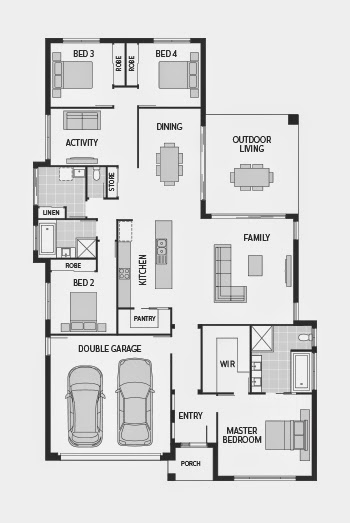 BED 3
ROBE
ROBE
BED 4
ACTIVITY
DINING
OUTDOOR
LIVING
STORE
LINEN
KITCHEN
FAMILY
ROBE
BED 2
PANTRY
DOUBLE GARAGE
WIR
ENTRY
MASTER
BEDROOM
PORCH